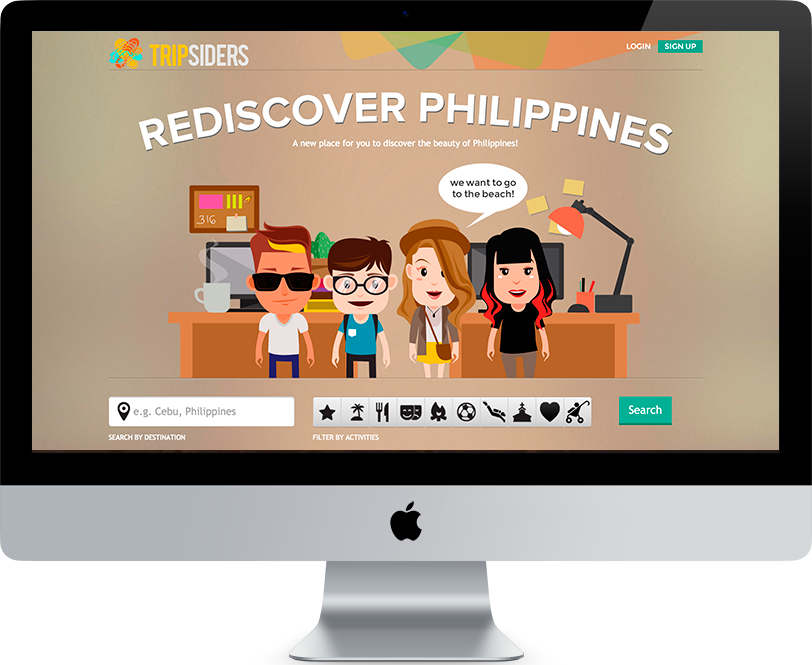 TRIPSIDERS
LOGIN SIGN UP
REDISCOVER PHILIPPINES
A new place for you to discover the beauty of Philipines!
we want to go
to the beach!
316
e.g. Cebu, Philippines
Search
SEARCH BY DESTINATION
FILTER BY ACTIVITIES